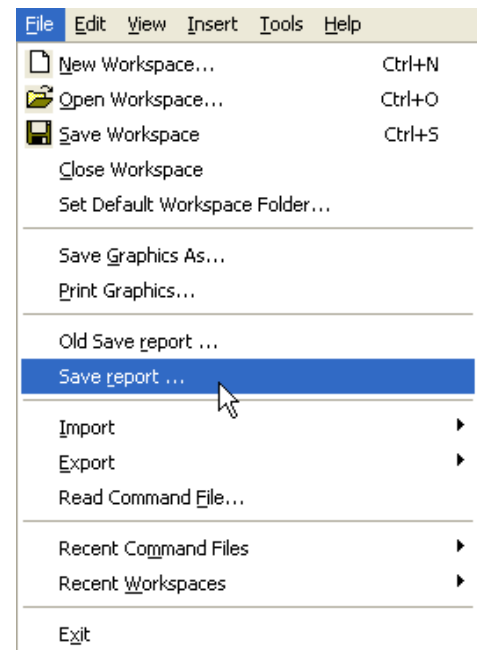 File Edit View Insert Tools Help
New Workspace... Ctrl+N
Open Workspace... Ctrl+O
Save Workspace Ctrl+S
Close Workspace
Set Default Workspace Folder...
Save Graphics As...
Print Graphics...
Old Save report ...
Save report ...
Import
Export
Read Command File...
Recent Command Files
Recent Workspaces
Exit